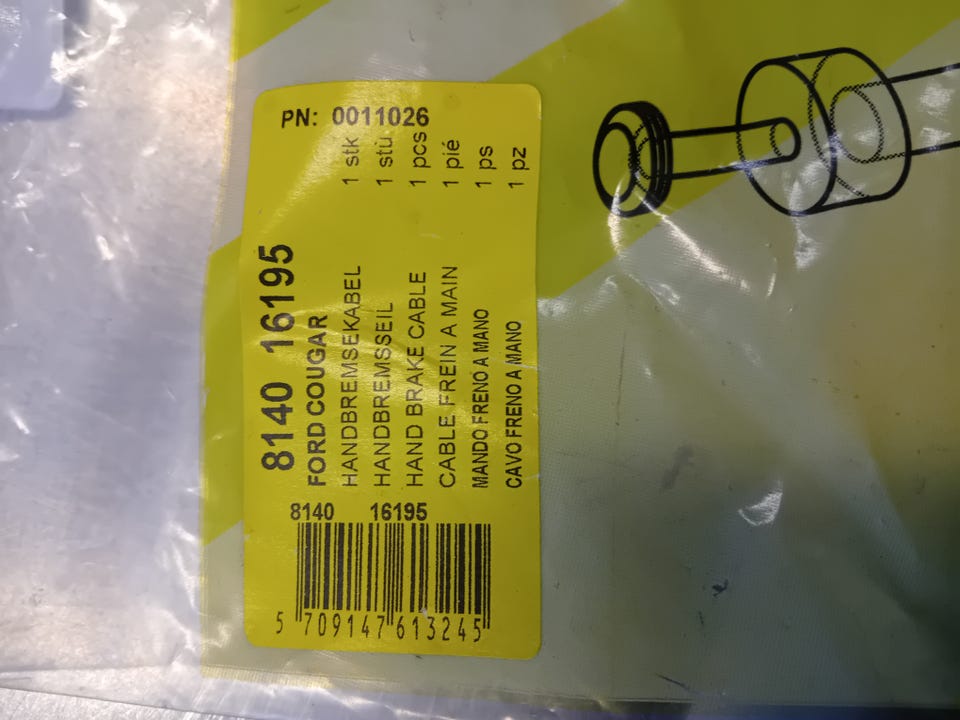 PN: 0011026
8140 16195
FORD COUGAR
HANDBREMSEKABEL 1 stk
HANDBREMSSEIL 1 stü
HAND BRAKE CABLE 1 pcs
CABLE FREIN A MAIN 1 pié
MANDO FRENO A MANO 1 ps
CAVO FRENO A MANO 1 pz
8140 16195
5 709147 613245